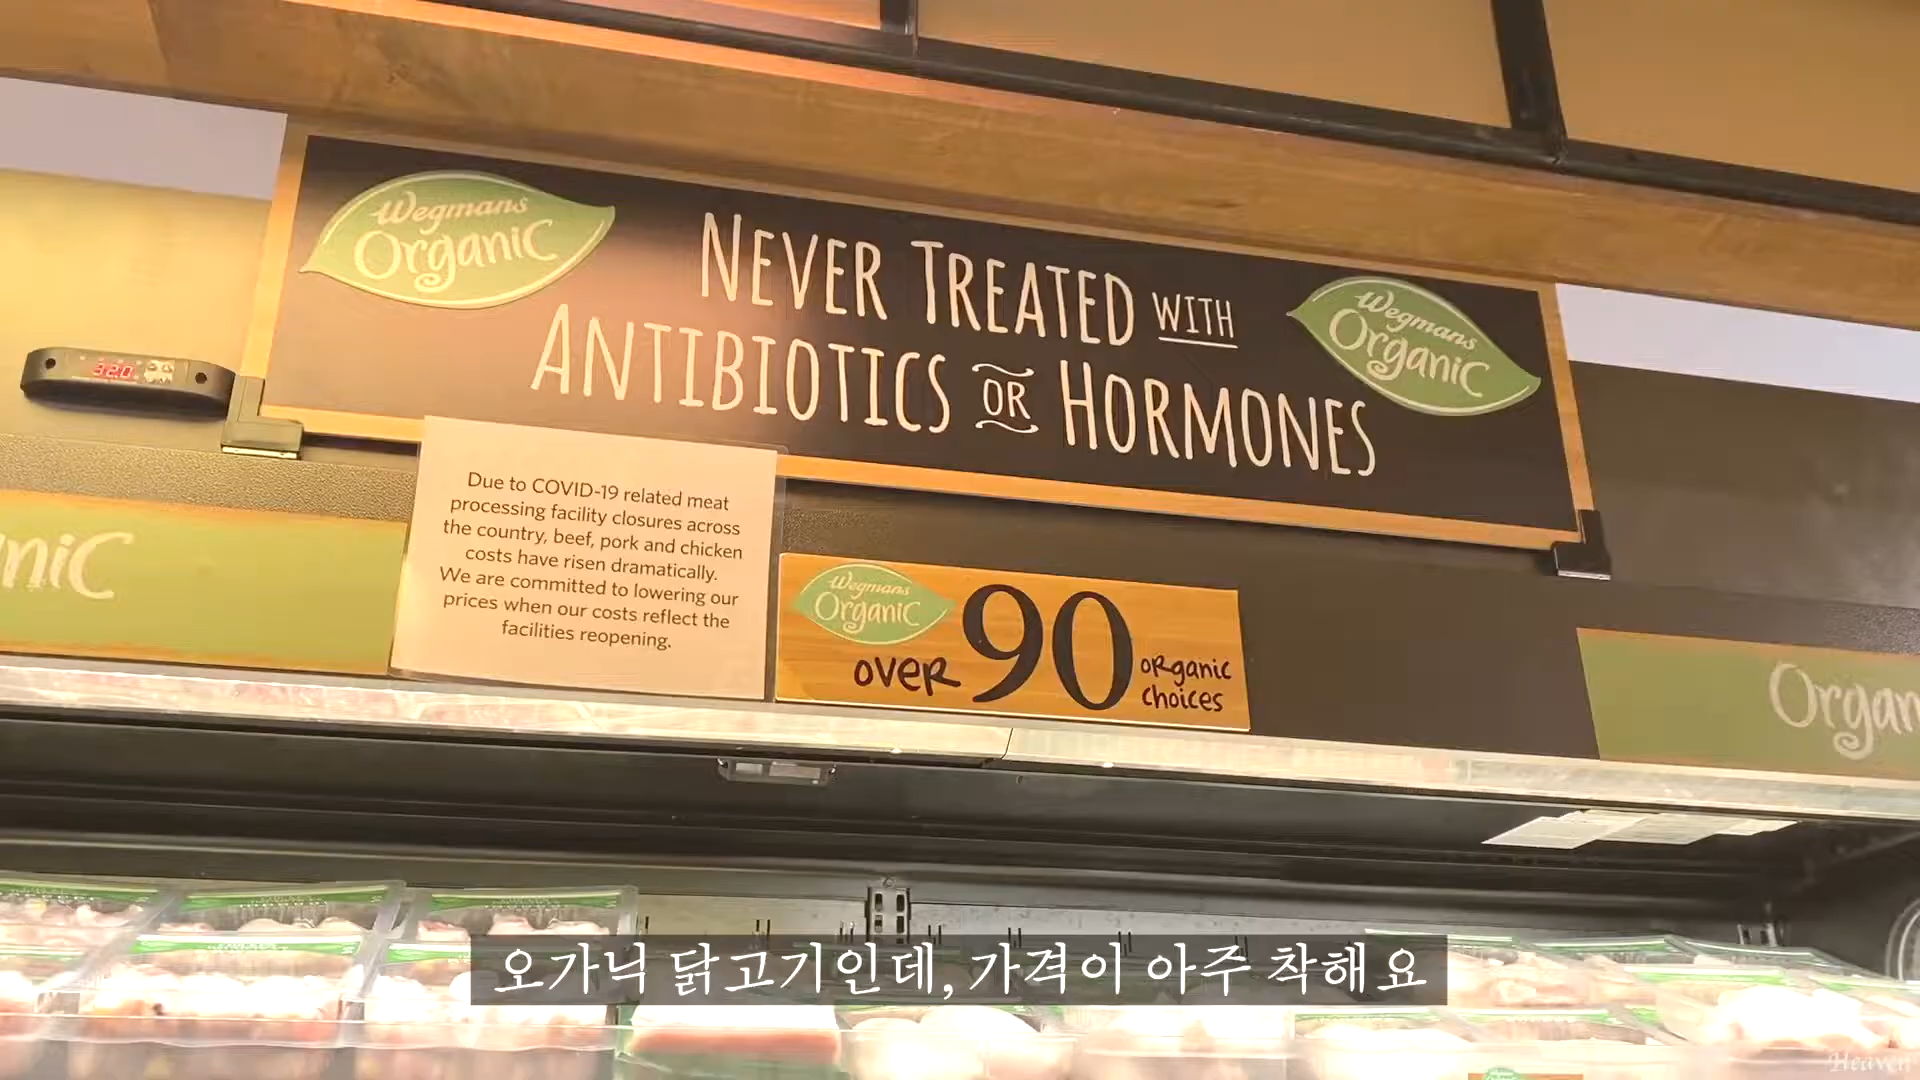 Wegmans
Organic
NEVER TREATED WITH
ANTIBIOTICS OR HORMONES
Wegmans
Organic
32.0
niC
Due to COVID-19 related meat
processing facility closures across
the country, beef, pork and chicken
costs have risen dramatically.
We are committed to lowering our
prices when our costs reflect the
facilities reopening.
Wegmans
Organic
over 90 organic
choices
Organ
오가닉 닭고기인데, 가격이 아주 착해요
Heaven